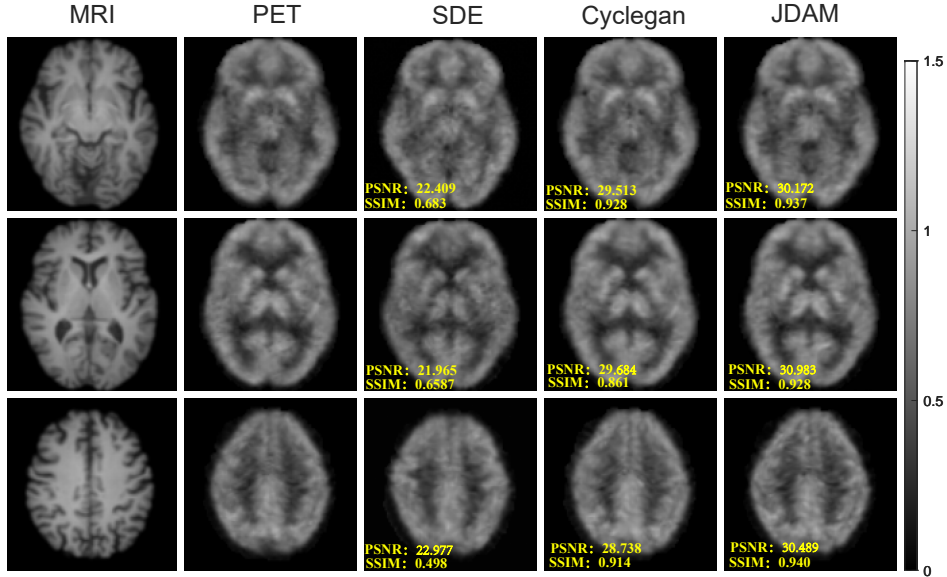 MRI PET SDE Cyclegan JDAM
1.5
PSNR: 22.409 PSNR: 29.513 PSNR: 30.172
SSIM: 0.683 SSIM: 0.928 SSIM: 0.937
1
PSNR: 21.965 PSNR: 29.684 PSNR: 30.983
SSIM: 0.6587 SSIM: 0.861 SSIM: 0.928
0.5
PSNR: 22.977 PSNR: 28.738 PSNR: 30.489
SSIM: 0.498 SSIM: 0.914 SSIM: 0.940
0